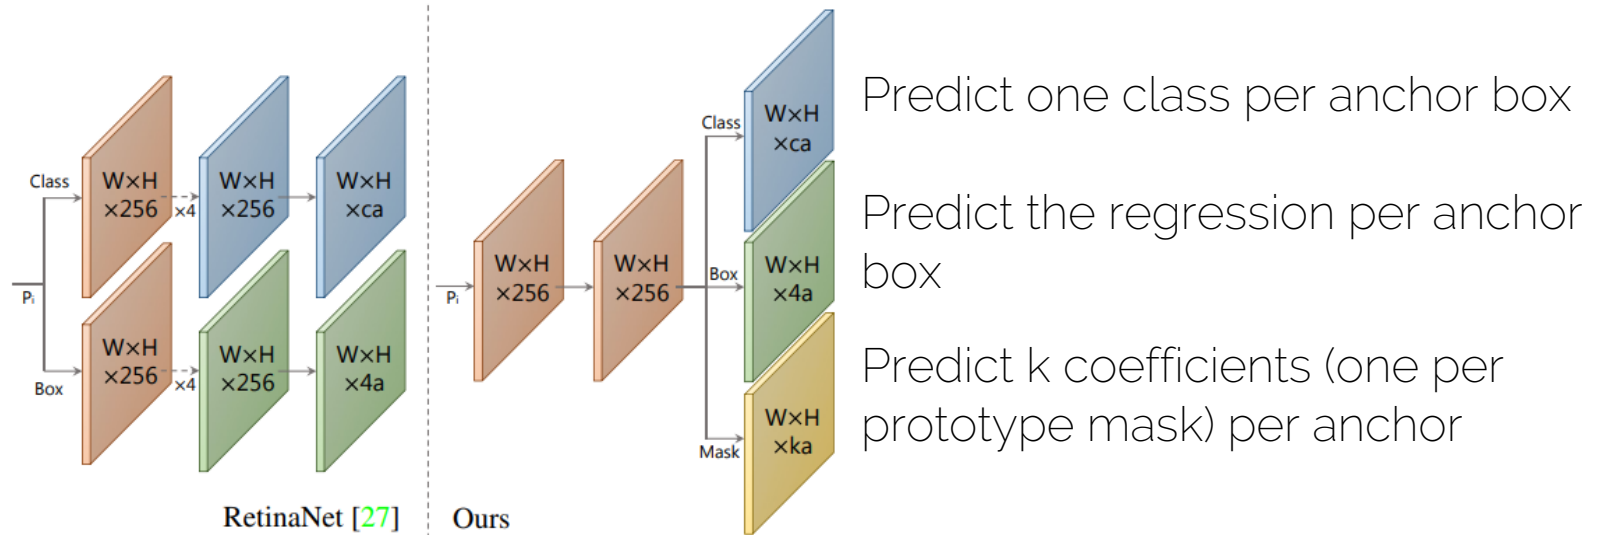 Class
W×H
×256
×4
W×H
×256
W×H
×ca
Pᵢ
Box
W×H
×256
×4
W×H
×256
W×H
×4a
RetinaNet [27]
Pᵢ
W×H
×256
W×H
×256
Class
W×H
×ca
Box
W×H
×4a
Mask
W×H
×ka
Ours
Predict one class per anchor box
Predict the regression per anchor
box
Predict k coefficients (one per
prototype mask) per anchor